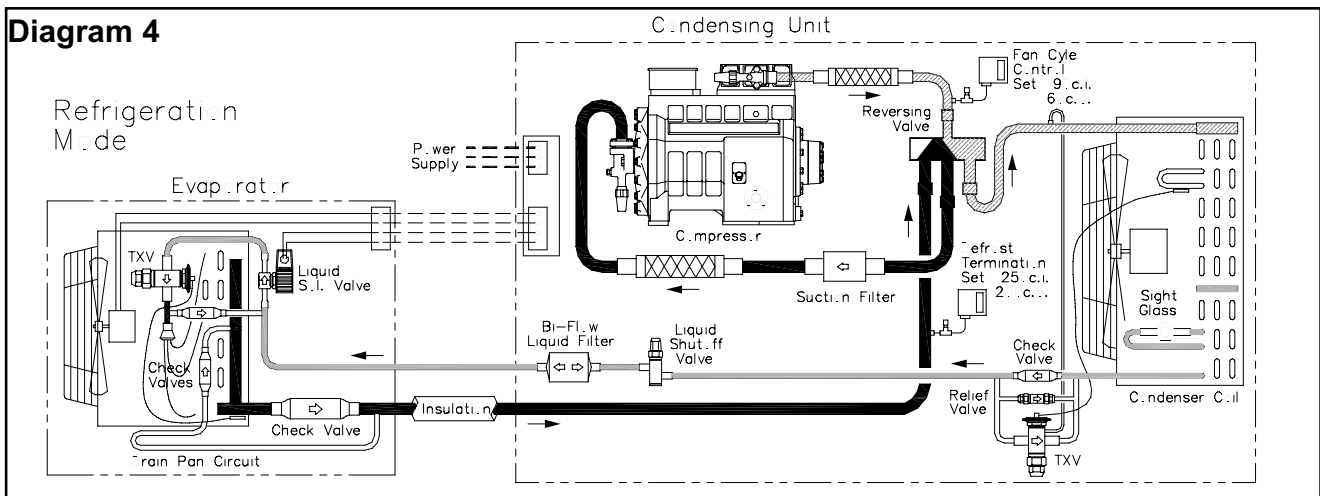 Diagram 4
C.ndensing Unit
Refrigerati.n
M.de
Fan Cyle
C.ntr.l
Set 9.c.i.
6.c...
Reversing
Valve
P.wer
Supply
Evap.rat.r
C.mpress.r
TXV
Liquid
S.l. Valve
.efr.st
Terminati.n
Set 25.c.i.
2..c...
Sucti.n Filter
Sight
Glass
Bi-Fl.w
Liquid Filter
Liquid
Shut.ff
Valve
Check
Valve
Check
Valves
Relief
Valve
C.ndenser C.il
Insulati.n
Check Valve
.rain Pan Circuit
TXV